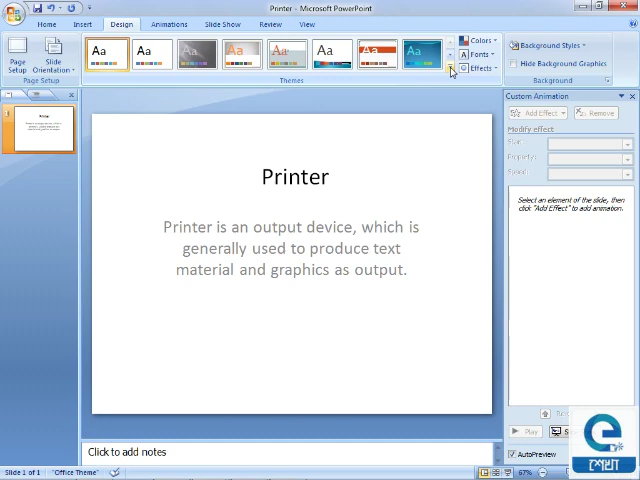 Printer - Microsoft PowerPoint
Home Insert Design Animations Slide Show Review View
Page Setup
Slide Orientation
Page Setup
Aa Aa Aa Aa Aa Aa Aa Aa
Themes
Colors
Fonts
Effects
Background Styles
Hide Background Graphics
Background
1
Custom Animation
Add Effect
Remove
Modify effect
Start:
Property:
Speed:
Select an element of the slide, then
click "Add Effect" to add animation.
Printer
Printer is an output device, which is
generally used to produce text
material and graphics as output.
Play
AutoPreview
Click to add notes
Slide 1 of 1
"Office Theme"
67%
শেখা